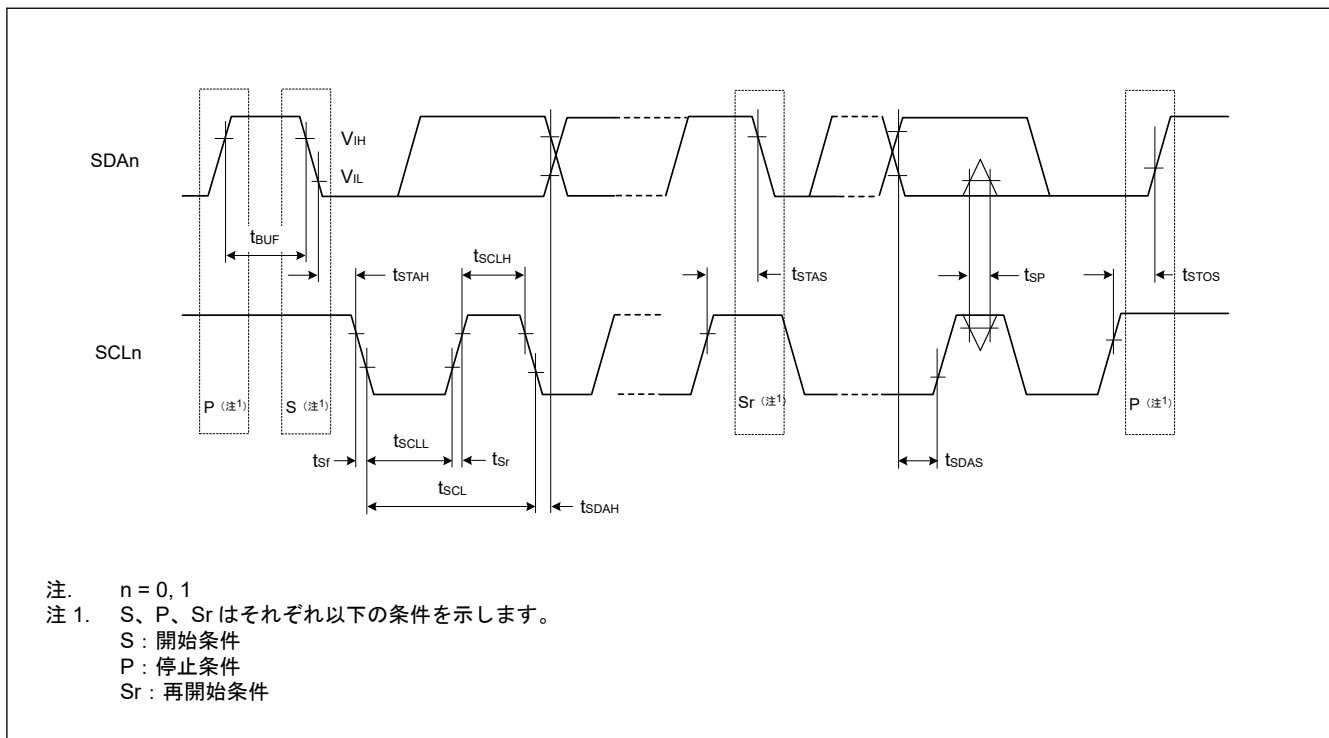 SDAn
VIH
VIL
tBUF
tSTAH
tSCLH
tSTAS
tSP
tSTOS
SCLn
P（注1）
S（注1）
Sr（注1）
P（注1）
tSf
tSCLL
tSr
tSCL
tSDAH
tSDAS
注. n = 0, 1
注 1. S、P、Sr はそれぞれ以下の条件を示します。
S：開始条件
P：停止条件
Sr：再開始条件